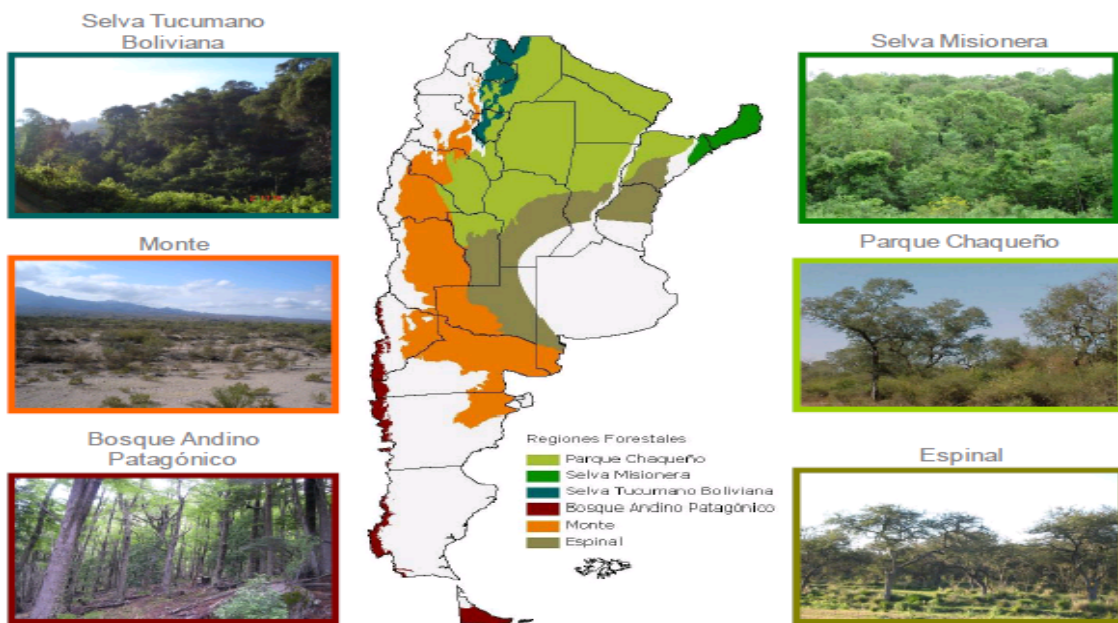 Selva Tucumano
Boliviana
Selva Misionera
Monte
Parque Chaqueño
Bosque Andino
Patagónico
Espinal
Regiones Forestales
Parque Chaqueño
Selva Misionera
Selva Tucumano Boliviana
Bosque Andino Patagónico
Monte
Espinal